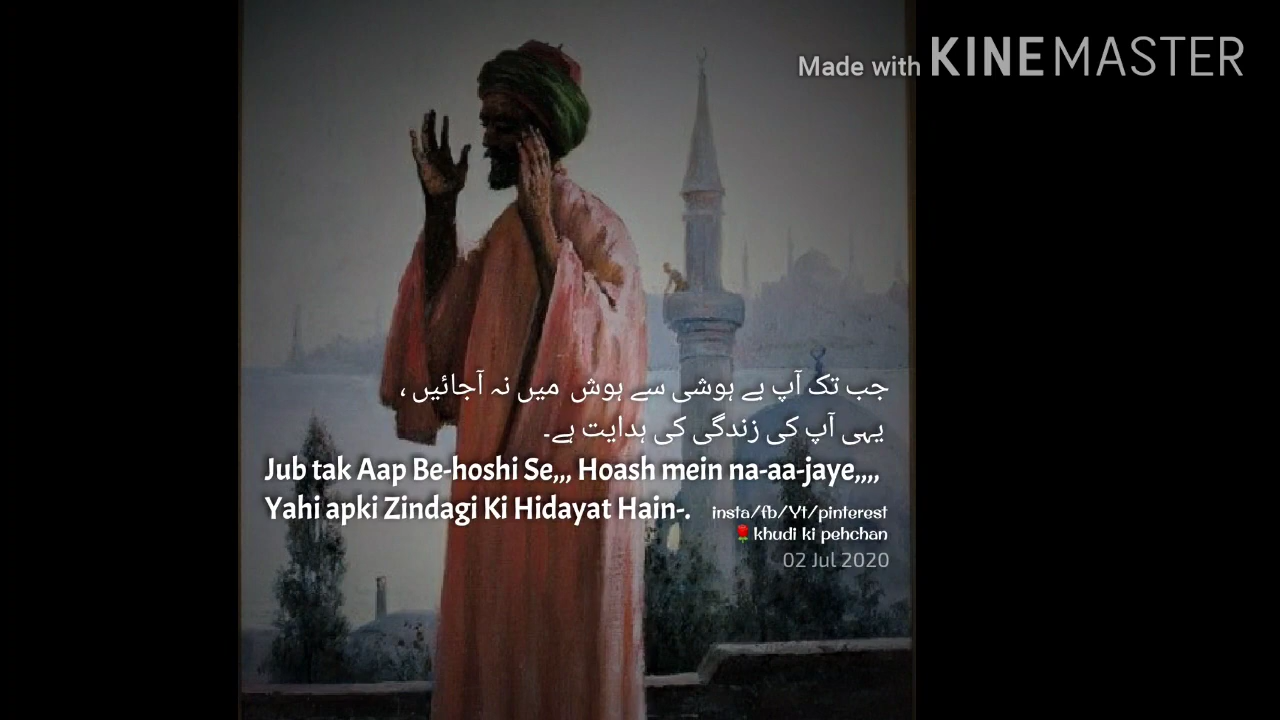 Made with KINEMASTER
جب تک آپ بے ہوشی سے ہوش میں نہ آجائیں ،
یہی آپ کی زندگی کی ہدایت ہے۔
Jub tak Aap Be-hoshi Se,,, Hoash mein na-aa-jaye,,,,
Yahi apki Zindagi Ki Hidayat Hain-.
insta/fb/Yt/pinterest
🌹khudi ki pehchan
02 Jul 2020